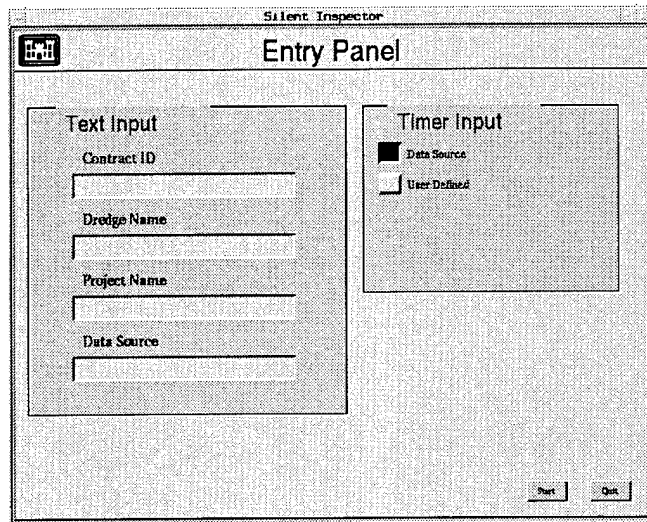 Silent Inspector
Entry Panel
Text Input
Contract ID
Dredge Name
Project Name
Data Source
Timer Input
Data Source
User Defined
Start
Quit